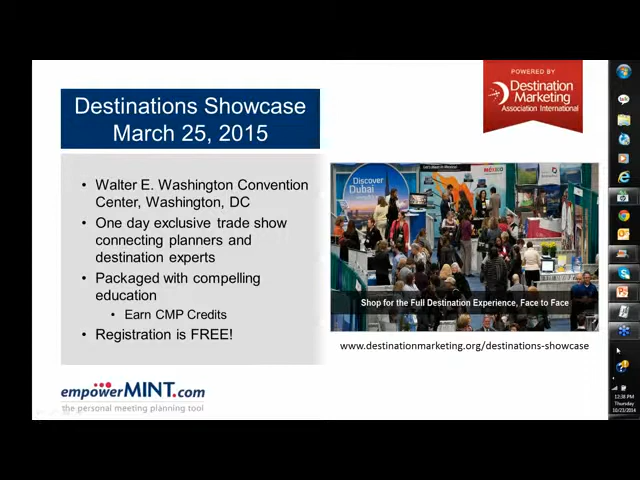 Destinations Showcase
March 25, 2015
POWERED BY
Destination
Marketing
Association International
• Walter E. Washington Convention
Center, Washington, DC
• One day exclusive trade show
connecting planners and
destination experts
• Packaged with compelling
education
• Earn CMP Credits
• Registration is FREE!
Discover
Dubai
MÉXICO
Shop for the Full Destination Experience, Face to Face
www.destinationmarketing.org/destinations-showcase
empowerMINT.com
the personal meeting planning tool
12:38 PM
Thursday
10/23/2014